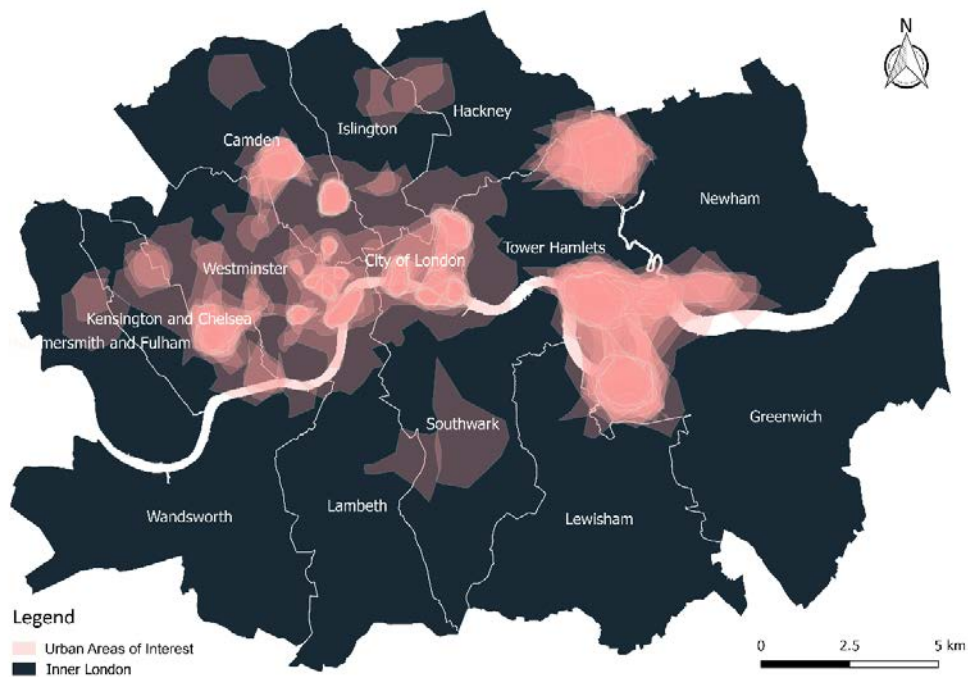 N
Hackney
Islington
Camden
Newham
Tower Hamlets
City of London
Westminster
Kensington and Chelsea
mersmith and Fulham
Greenwich
Southwark
Lambeth
Wandsworth
Lewisham
Legend
Urban Areas of Interest
Inner London
0 2.5 5 km